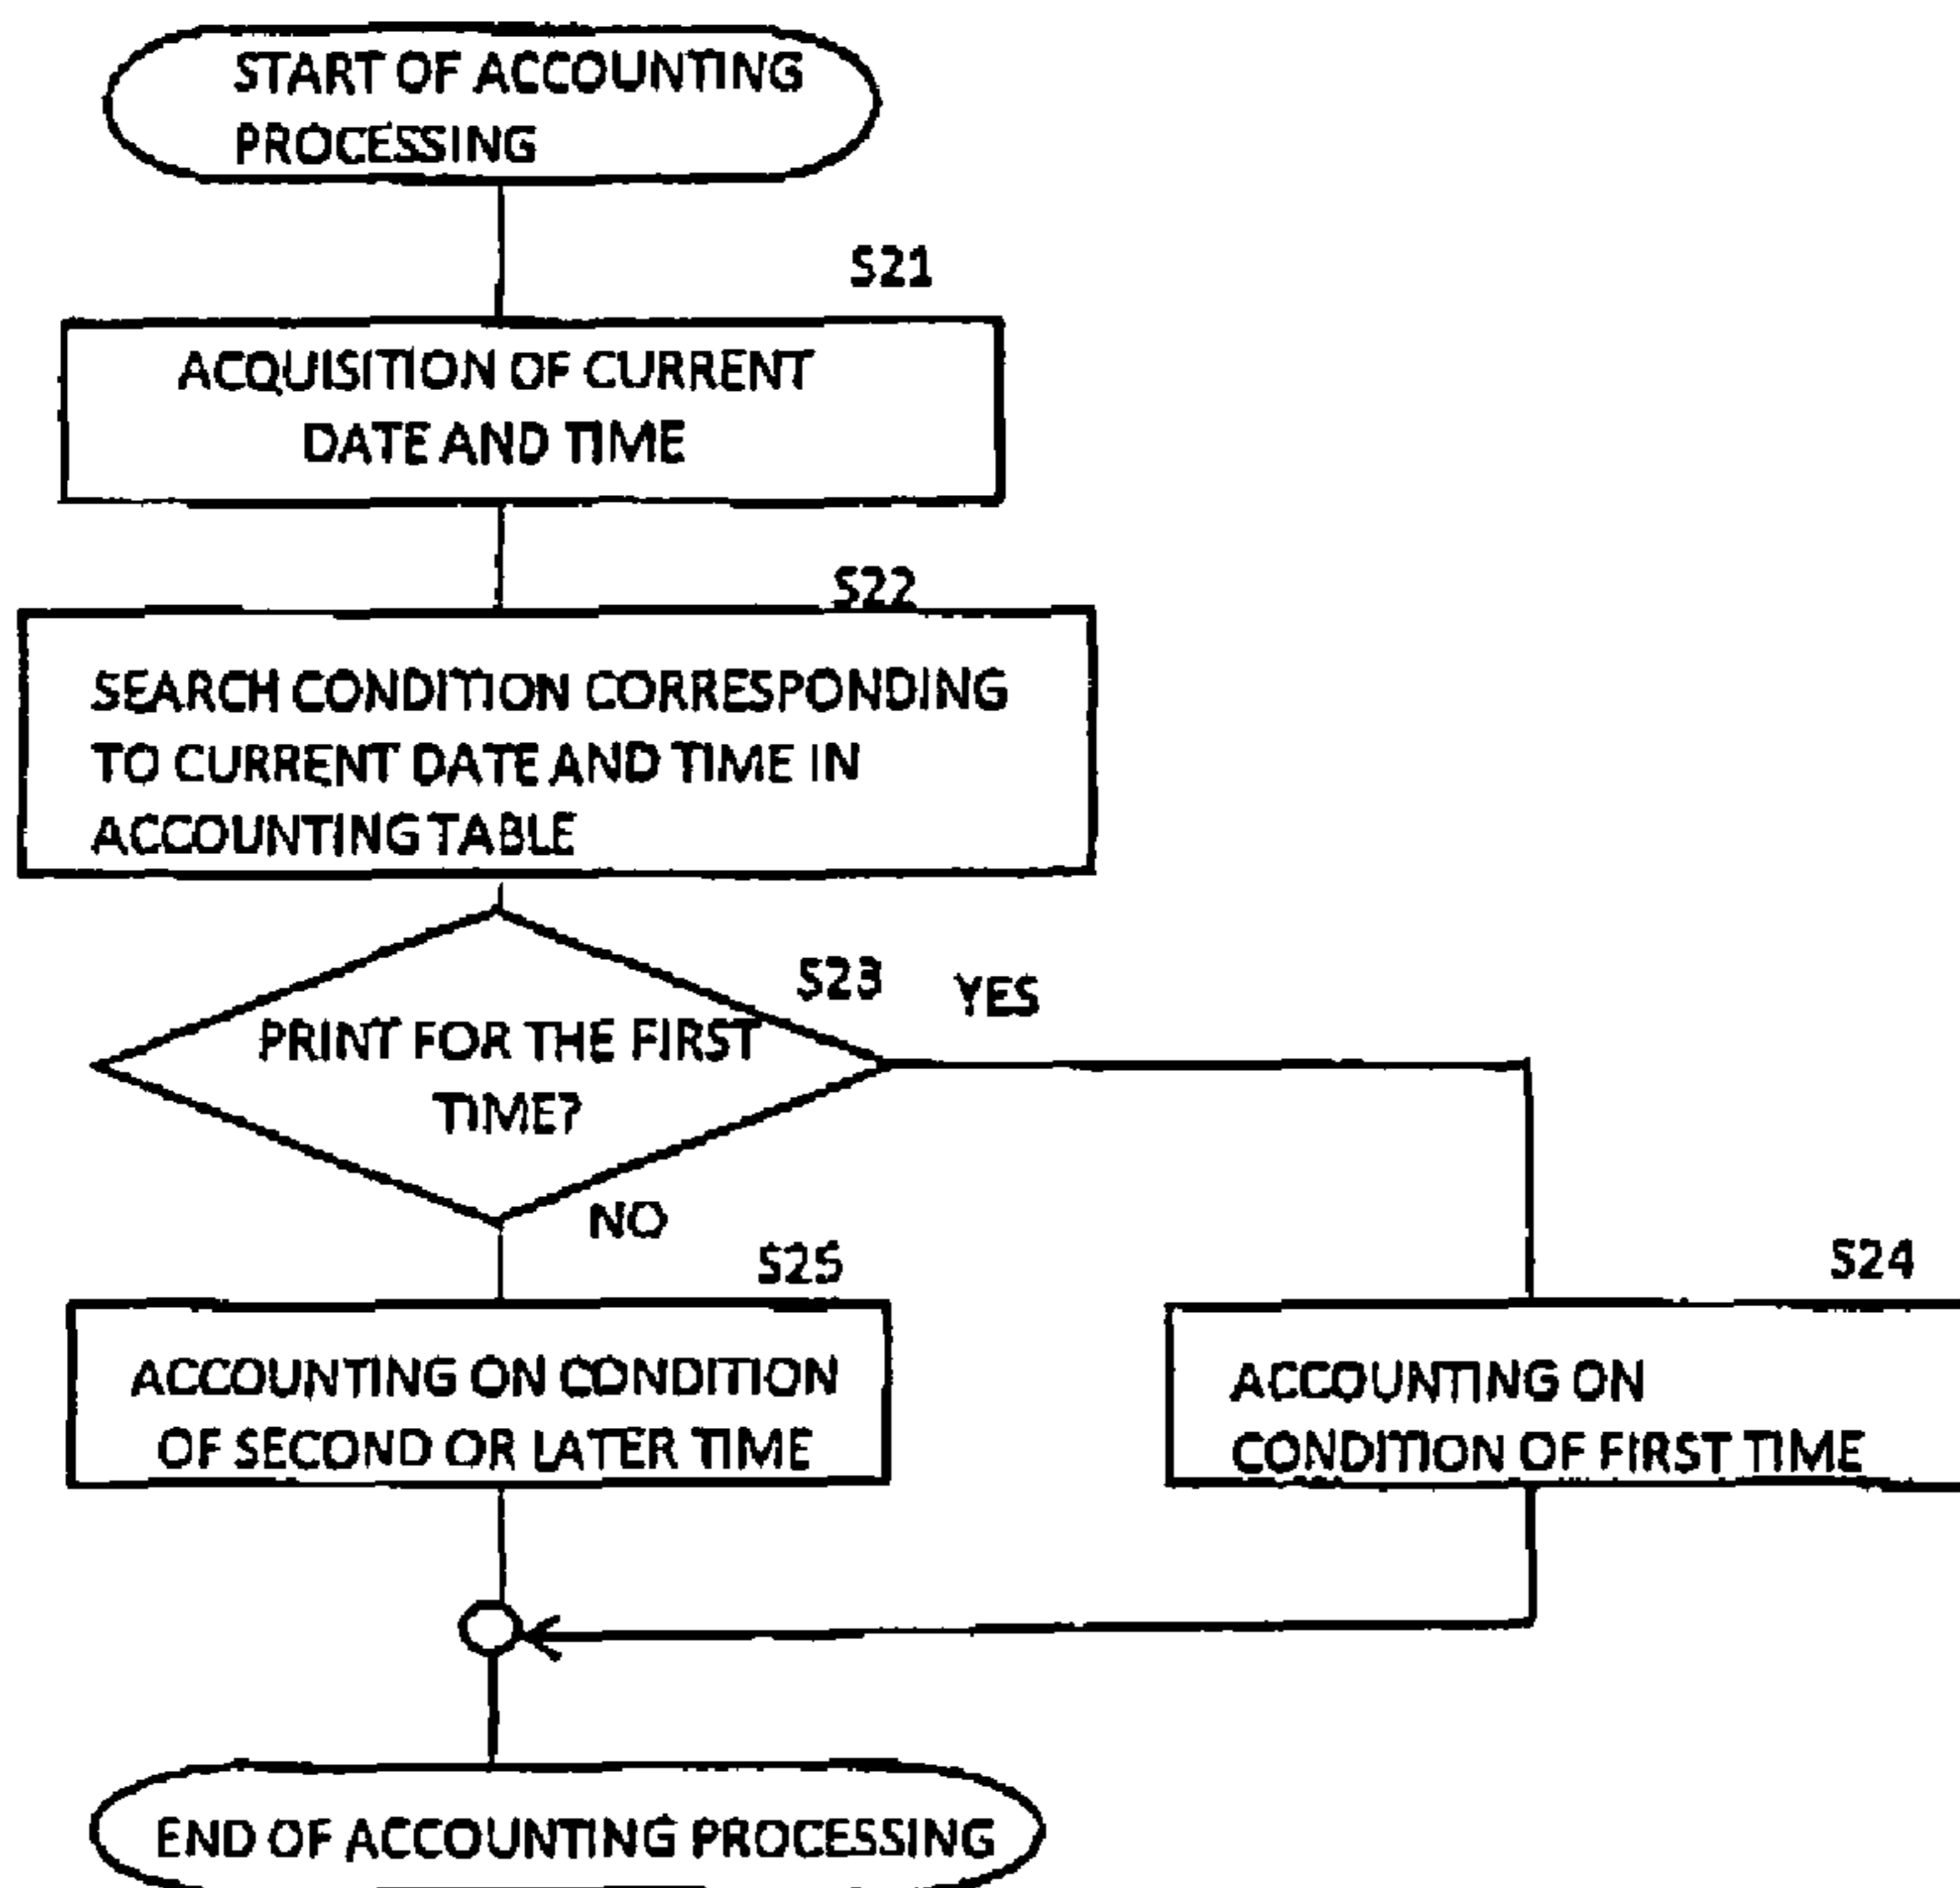 START OF ACCOUNTING
PROCESSING
S21
ACQUISITION OF CURRENT
DATE AND TIME
S22
SEARCH CONDITION CORRESPONDING
TO CURRENT DATE AND TIME IN
ACCOUNTING TABLE
S23
YES
PRINT FOR THE FIRST
TIME?
NO
S25
ACCOUNTING ON CONDITION
OF SECOND OR LATER TIME
S24
ACCOUNTING ON
CONDITION OF FIRST TIME
END OF ACCOUNTING PROCESSING